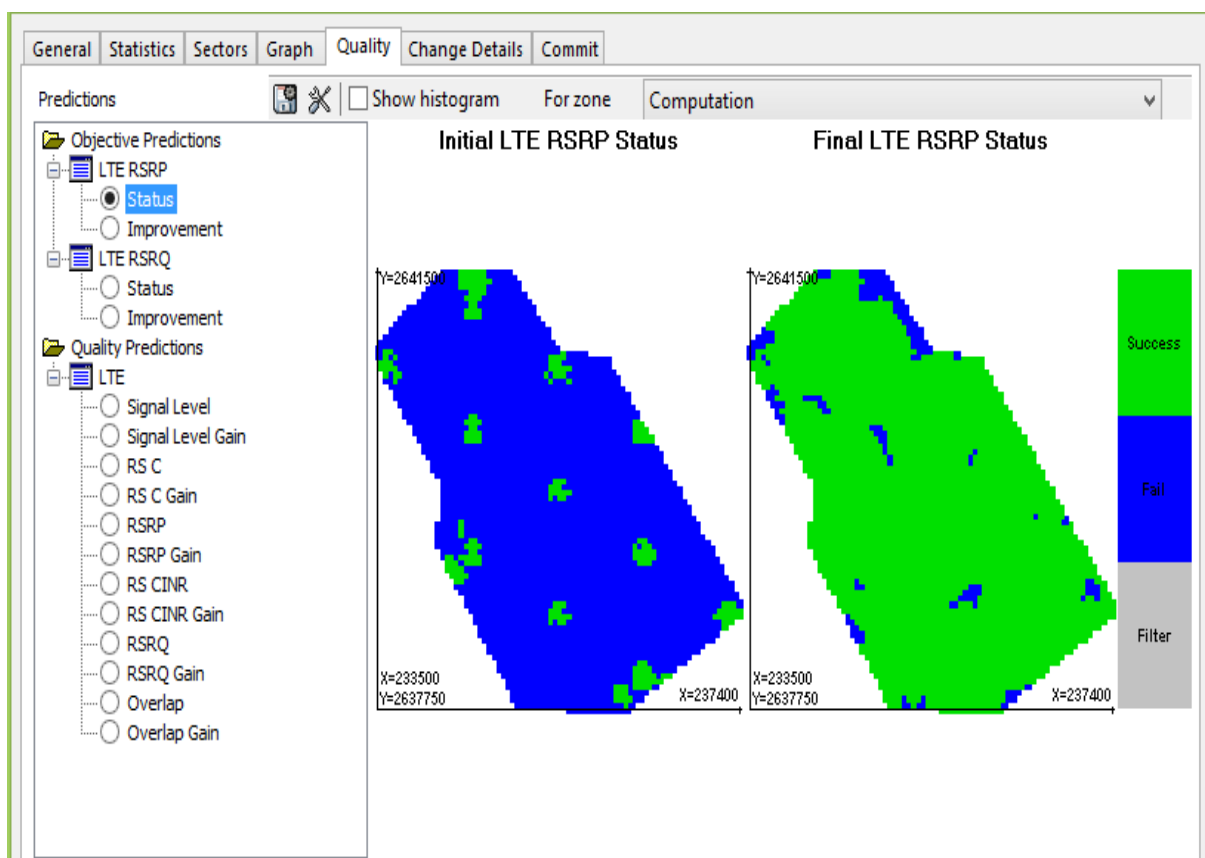 General Statistics Sectors Graph Quality Change Details Commit
Predictions Show histogram For zone Computation
Objective Predictions
LTE RSRP
Status
Improvement
LTE RSRQ
Status
Improvement
Quality Predictions
LTE
Signal Level
Signal Level Gain
RS C
RS C Gain
RSRP
RSRP Gain
RS CINR
RS CINR Gain
RSRQ
RSRQ Gain
Overlap
Overlap Gain
Initial LTE RSRP Status
Y=2641500
X=233500
Y=2637750
X=237400
Final LTE RSRP Status
Y=2641500
X=233500
Y=2637750
X=237400
Success
Fail
Filter